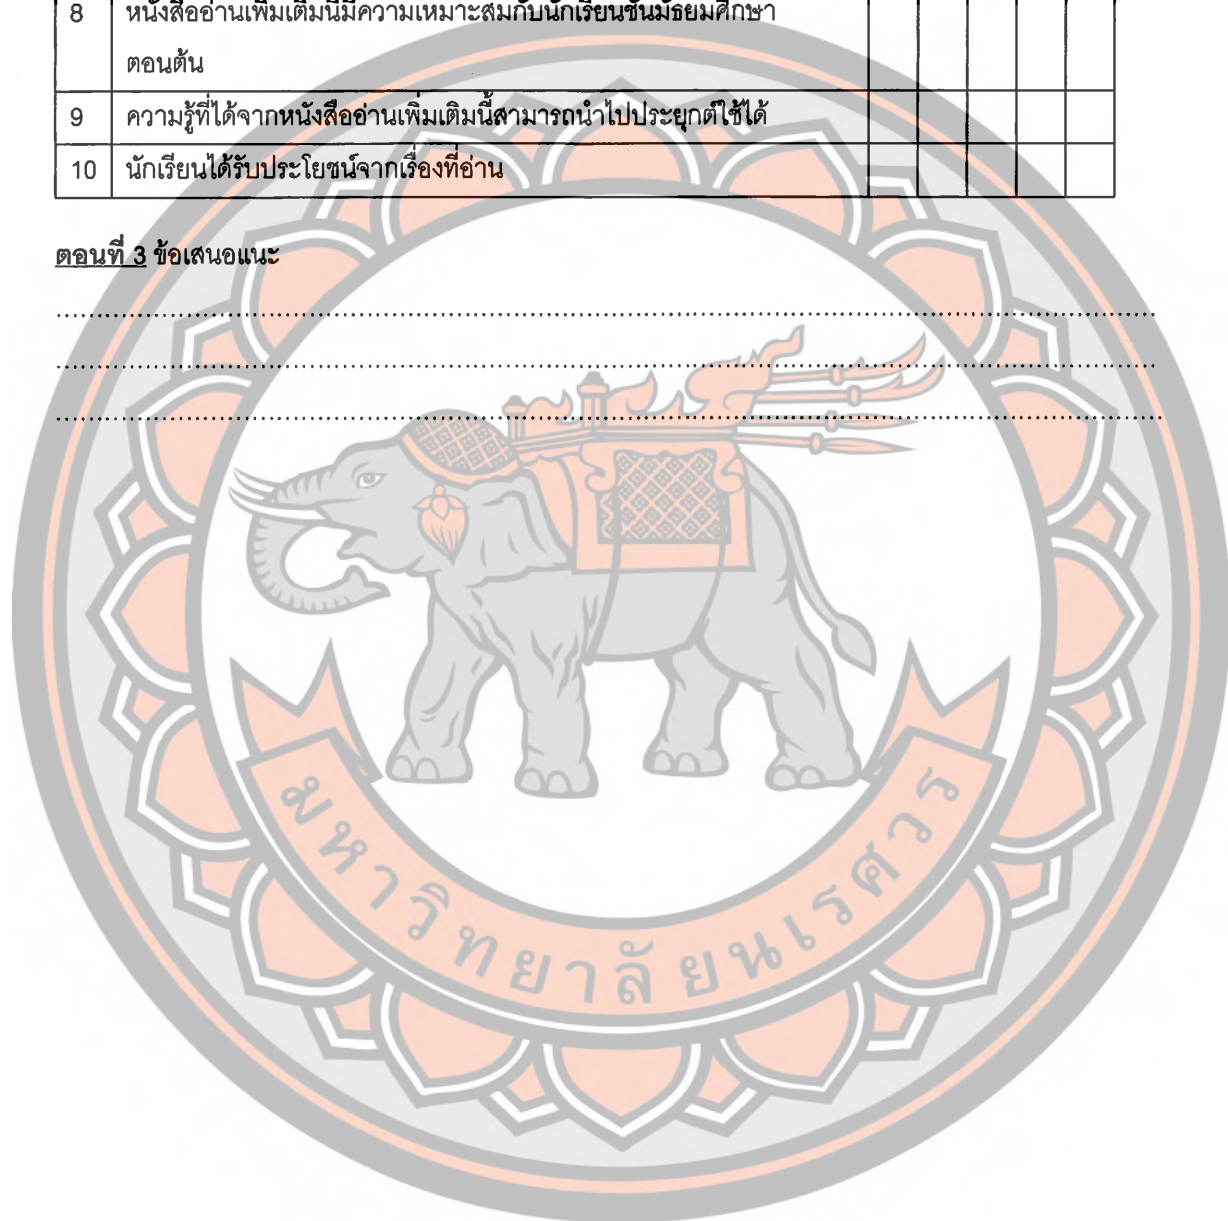 8 หนังสืออ่านเพิ่มเติมนี้มีความเหมาะสมกับนักเรียนชั้นมัธยมศึกษา
ตอนต้น
9 ความรู้ที่ได้จากหนังสืออ่านเพิ่มเติมนี้สามารถนำไปประยุกต์ใช้ได้
10 นักเรียนได้รับประโยชน์จากเรื่องที่อ่าน
ตอนที่ 3 ข้อเสนอแนะ
................................................................................
................................................................................
................................................................................
มหาวิทยาลัยนเรศวร